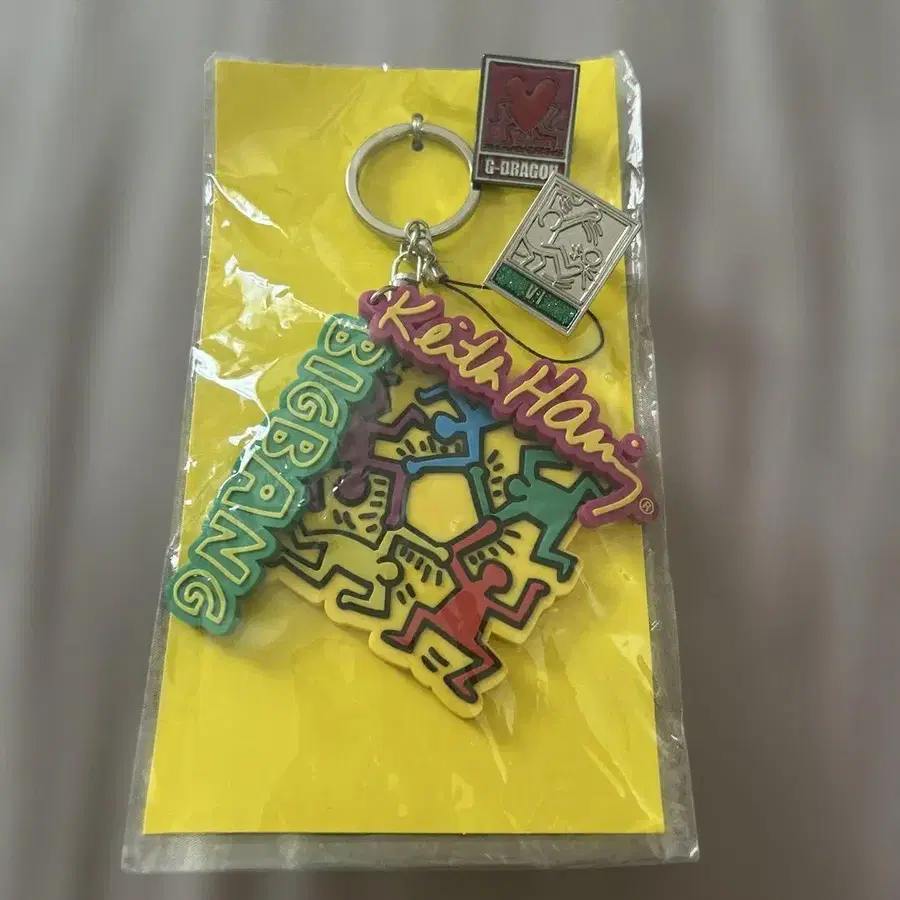 G-DRAGON
V.I
Keith Haring
®
BIGBANG